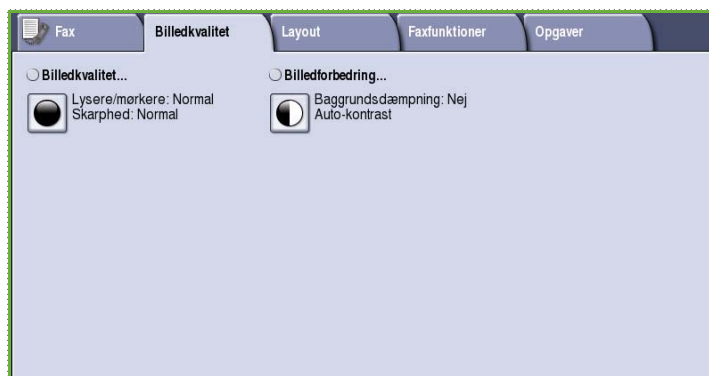 Fax
Billedkvalitet
Layout
Faxfunktioner
Opgaver
Billedkvalitet...
Lysere/mørkere: Normal
Skarphed: Normal
Billedforbedring...
Baggrundsdæmpning: Nej
Auto-kontrast